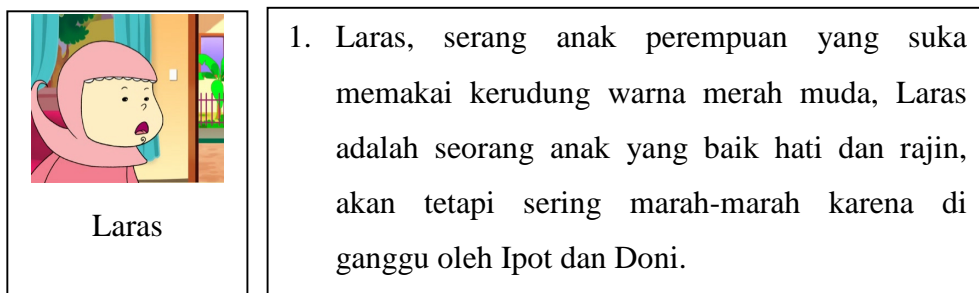 Laras
1. Laras, serang anak perempuan yang suka
memakai kerudung warna merah muda, Laras
adalah seorang anak yang baik hati dan rajin,
akan tetapi sering marah-marah karena di
ganggu oleh Ipot dan Doni.